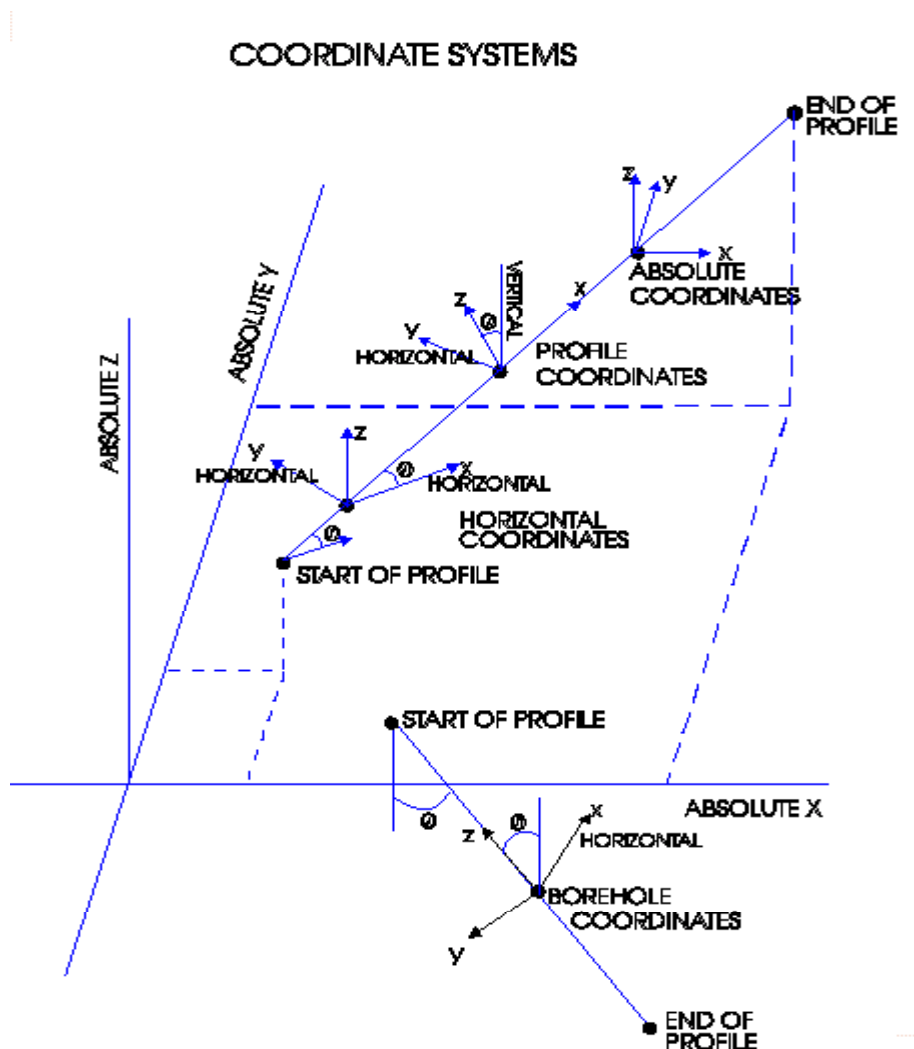 COORDINATE SYSTEMS
END OF
PROFILE
Z
Y
X
ABSOLUTE
COORDINATES
ABSOLUTE Y
VERTICAL
X
Z
Ø
Y
HORIZONTAL
PROFILE
COORDINATES
ABSOLUTE Z
Z
Y
HORIZONTAL
Ø
X
HORIZONTAL
HORIZONTAL
COORDINATES
Ø
START OF PROFILE
START OF PROFILE
ABSOLUTE X
Ø
Z
Ø
X
HORIZONTAL
BOREHOLE
COORDINATES
Y
END OF
PROFILE